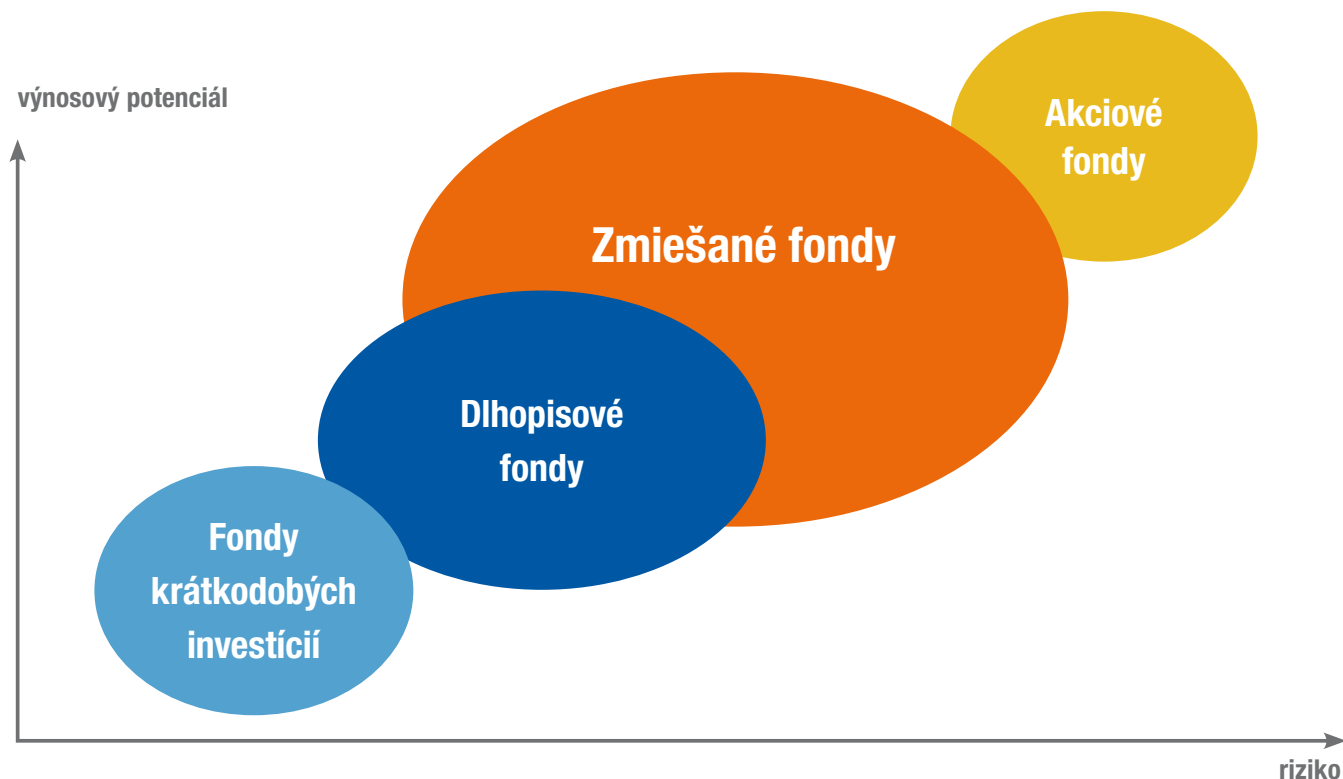 výnosový potenciál
Akciové
fondy
Zmiešané fondy
Dlhopisové
fondy
Fondy
krátkodobých
investícií
riziko